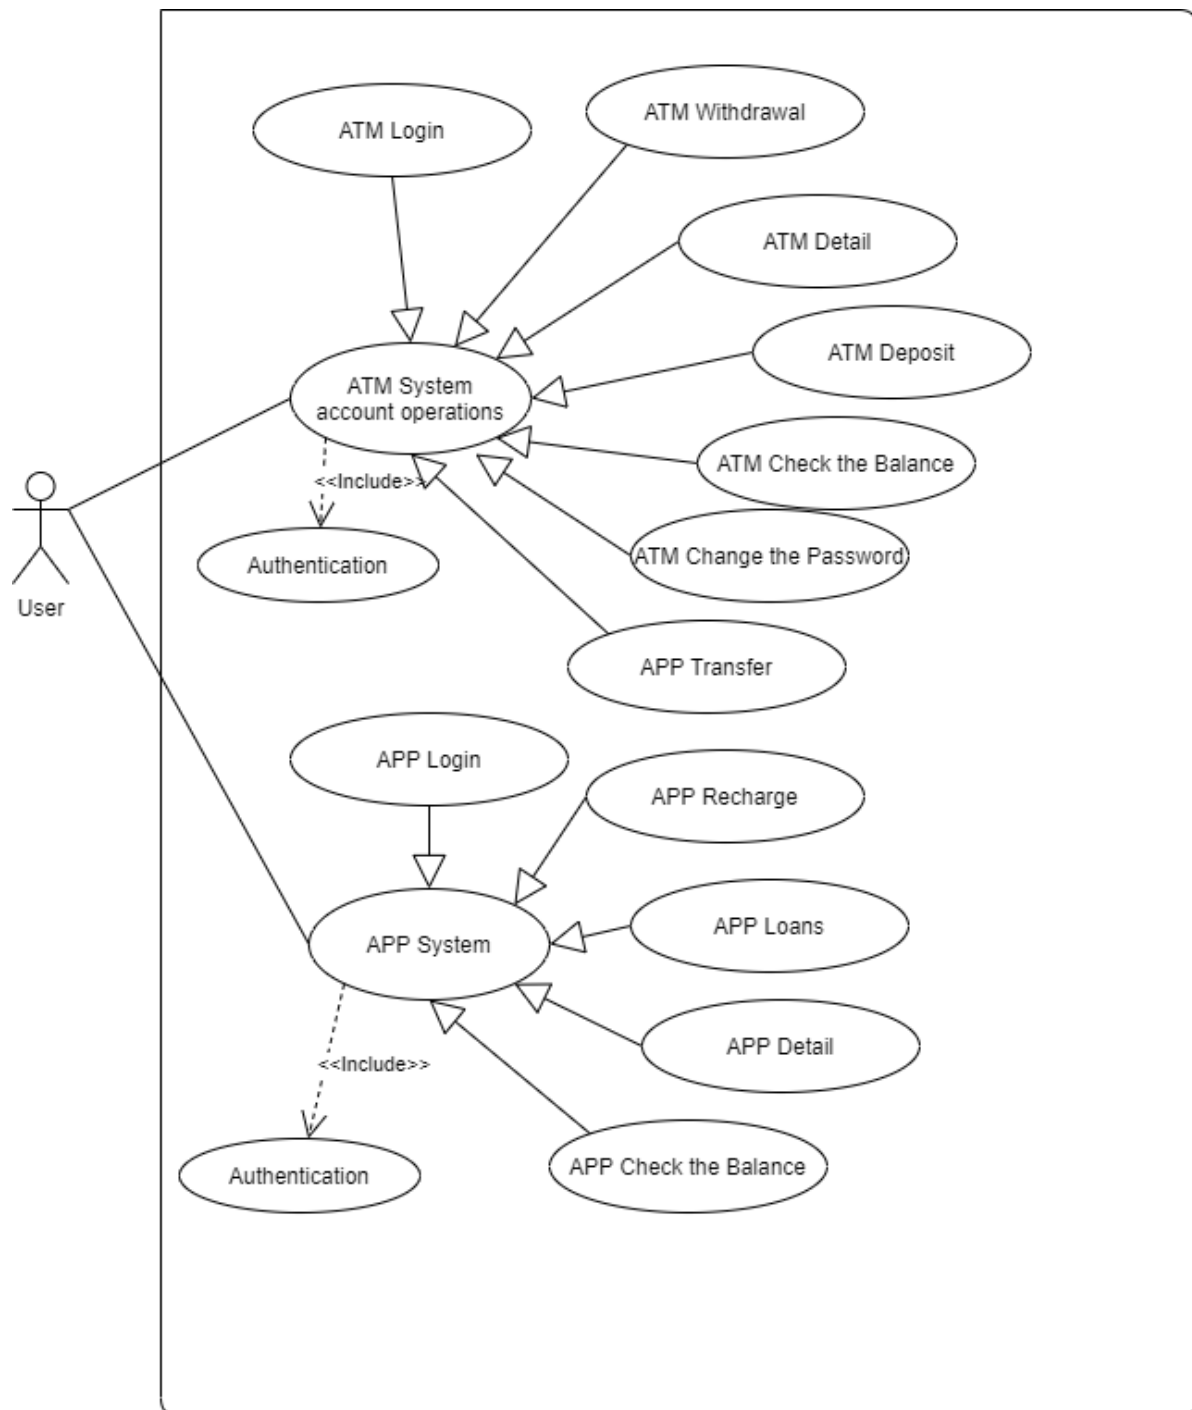 ATM Login
ATM Withdrawal
ATM Detail
ATM Deposit
ATM System
account operations
ATM Check the Balance
<<Include>>
ATM Change the Password
Authentication
User
APP Transfer
APP Login
APP Recharge
APP Loans
APP System
APP Detail
<<Include>>
APP Check the Balance
Authentication